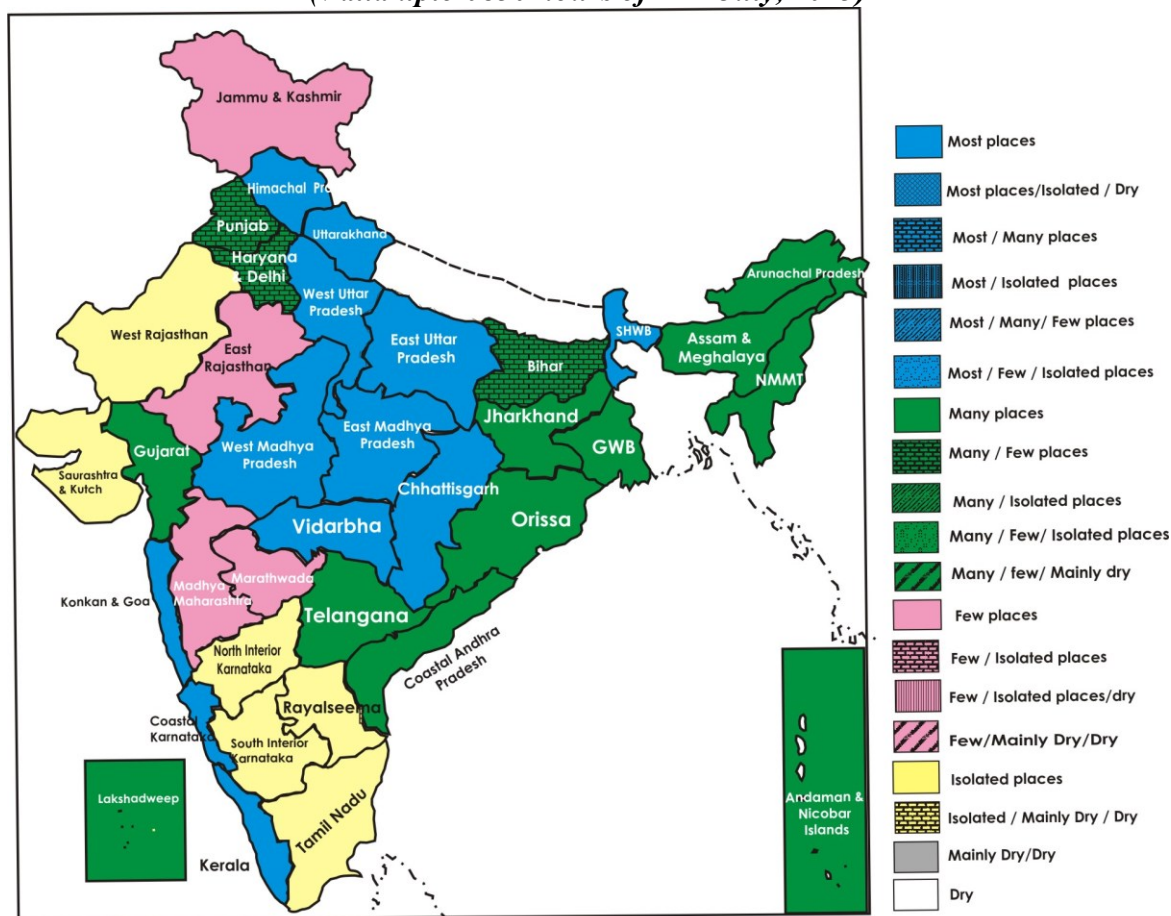 upto hours of July,
Jammu & Kashmir
Himachal Pra
Punjab
Uttarakhand
Haryana
& Delhi
West Uttar
Pradesh
Arunachal Pradesh
West Rajasthan
East
Rajasthan
East Uttar
Pradesh
SHWB
Assam &
Meghalaya
Bihar
NMMT
Jharkhand
East Madhya
Pradesh
Gujarat
West Madhya
Pradesh
GWB
Saurashtra
& Kutch
Chhattisgarh
Orissa
Vidarbha
Marathwada
Madhya
Maharashtra
Konkan & Goa
Telangana
North Interior
Karnataka
Coastal Andhra
Pradesh
Rayalseema
Coastal
Karnataka
South Interior
Karnataka
Lakshadweep
Tamil Nadu
Kerala
Andaman &
Nicobar
Islands
Most places
Most places/Isolated / Dry
Most / Many places
Most / Isolated places
Most / Many/ Few places
Most / Few / Isolated places
Many places
Many / Few places
Many / Isolated places
Many / Few/ Isolated places
Many / few/ Mainly dry
Few places
Few / Isolated places
Few / Isolated places/dry
Few/Mainly Dry/Dry
Isolated places
Isolated / Mainly Dry / Dry
Mainly Dry/Dry
Dry